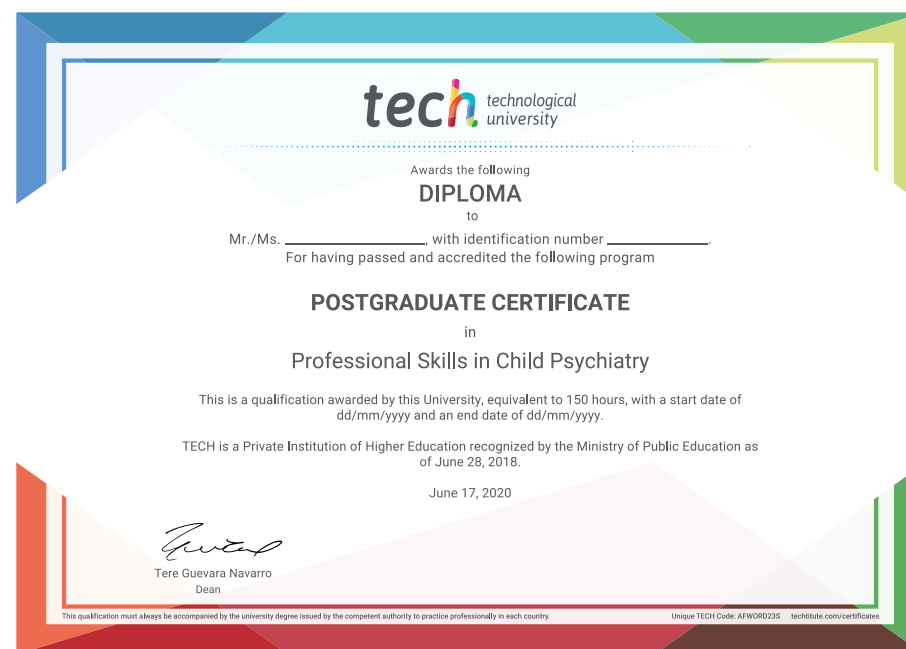 tech technological
university
Awards the following
DIPLOMA
to
Mr./Ms. ____________________, with identification number ______________.
For having passed and accredited the following program
POSTGRADUATE CERTIFICATE
in
Professional Skills in Child Psychiatry
This is a qualification awarded by this University, equivalent to 150 hours, with a start date of
dd/mm/yyyy and an end date of dd/mm/yyyy.
TECH is a Private Institution of Higher Education recognized by the Ministry of Public Education as
of June 28, 2018.
June 17, 2020
Tere Guevara Navarro
Dean
This qualification must always be accompanied by the university degree issued by the competent authority to practice professionally in each country. Unique TECH Code: AFWORD23S techtitute.com/certificates